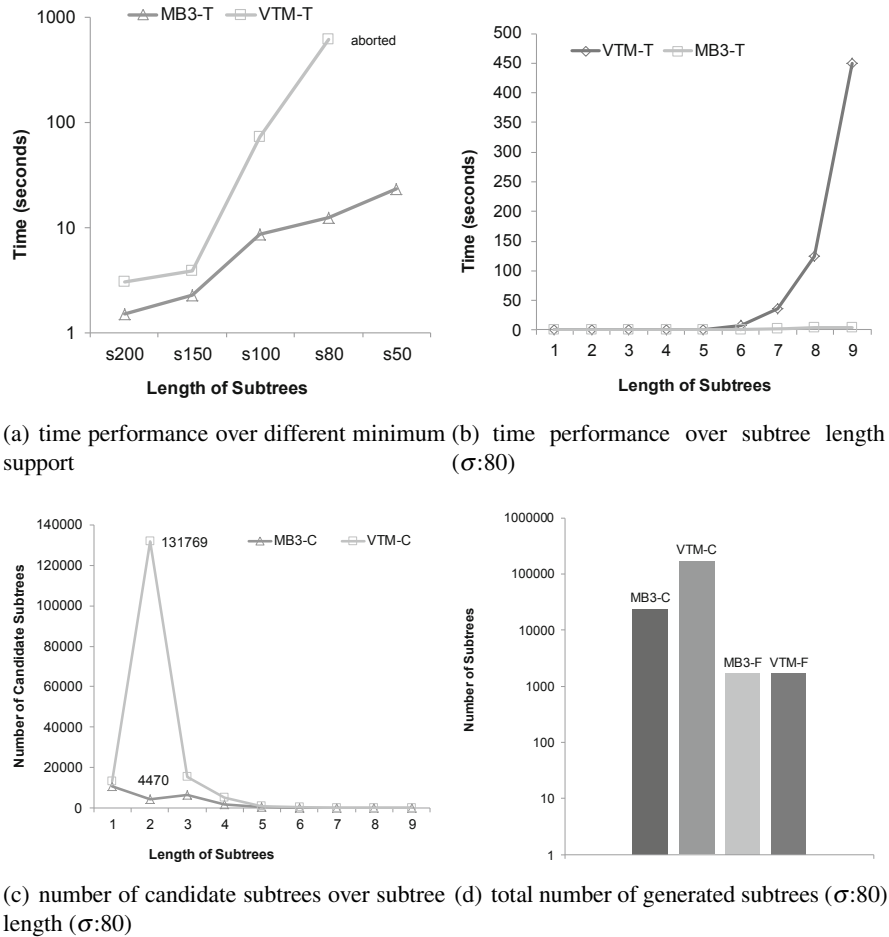 MB3-T VTM-T
1000
100
10
1
aborted
Time (seconds)
s200 s150 s100 s80 s50
Length of Subtrees
500
450
400
350
300
250
200
150
100
50
0
VTM-T MB3-T
Time (seconds)
1 2 3 4 5 6 7 8 9
Length of Subtrees
(a) time performance over different minimum
support
(b) time performance over subtree length
(σ:80)
140000
120000
100000
80000
60000
40000
20000
0
131769
4470
MB3-C VTM-C
Number of Candidate Subtrees
1 2 3 4 5 6 7 8 9
Length of Subtrees
1000000
100000
10000
1000
100
10
1
Number of Subtrees
MB3-C
VTM-C
MB3-F
VTM-F
(c) number of candidate subtrees over subtree
length (σ:80)
(d) total number of generated subtrees (σ:80)